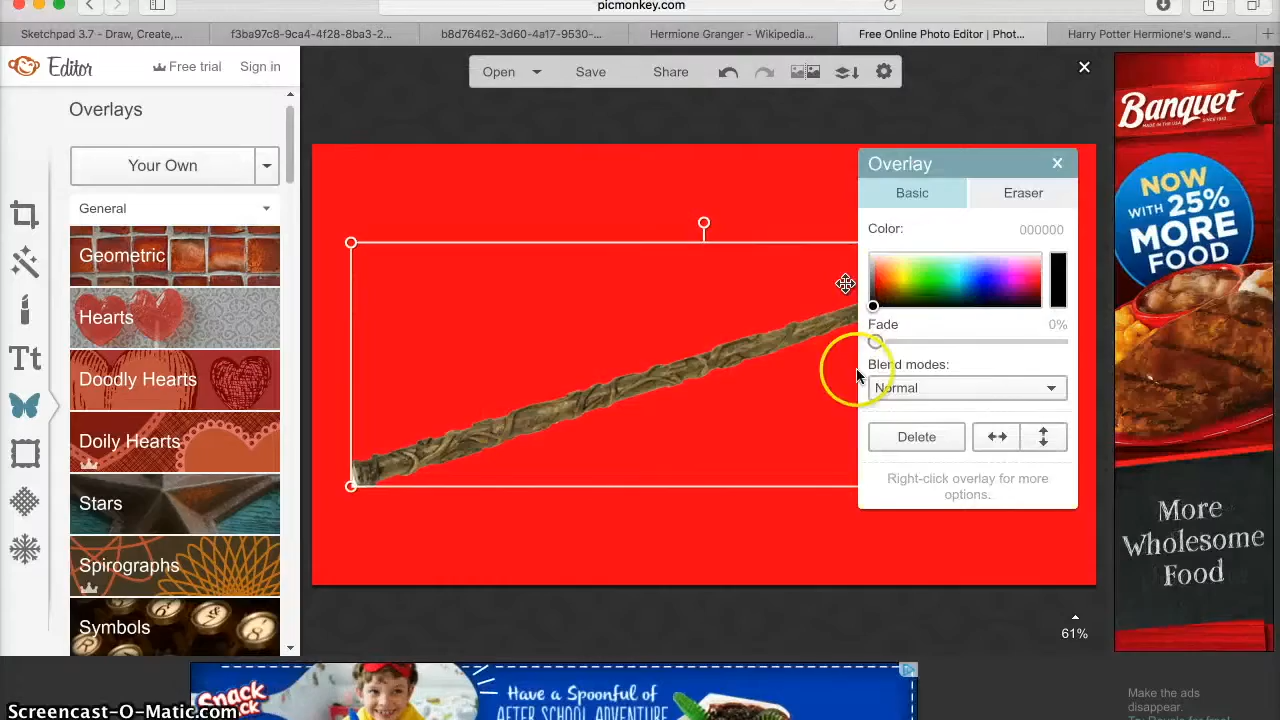 picmonkey.com
Sketchpad 3.7 - Draw, Create,...
f3ba97c8-9ca4-4f28-8ba3-2...
b8d76462-3d60-4a17-9530-...
Hermione Granger - Wikipedia...
Free Online Photo Editor | Phot...
Harry Potter Hermione's wand...
Editor
Free trial
Sign in
Open
Save
Share
Overlays
Your Own
General
Geometric
Hearts
Doodly Hearts
Doily Hearts
Stars
Spirographs
Symbols
Overlay
Basic
Eraser
Color:
000000
Fade
0%
Blend modes:
Normal
Delete
Right-click overlay for more
options.
61%
Banquet
NOW
WITH 25%
MORE
FOOD
More
Wholesome
Food
Have a Spoonful of
AFTER SCHOOL ADVENTURE
Make the ads
disappear.
Screencast-O-Matic.com